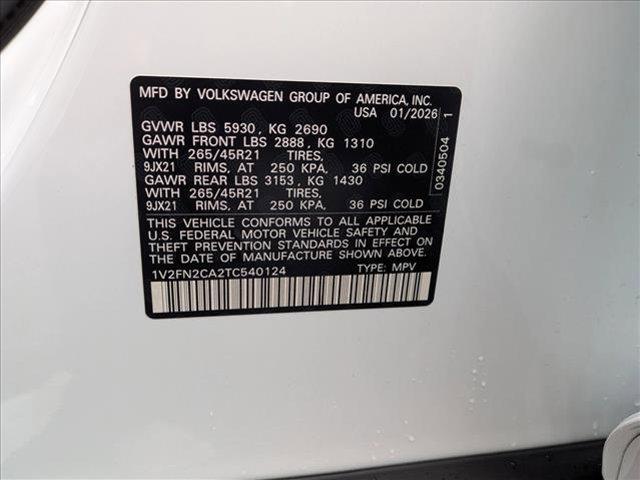 MFD BY VOLKSWAGEN GROUP OF AMERICA, INC.
USA 01/2026
GVWR LBS 5930, KG 2690
GAWR FRONT LBS 2888, KG 1310
WITH 265/45R21 TIRES,
9JX21 RIMS, AT 250 KPA, 36 PSI COLD
GAWR REAR LBS 3153, KG 1430
WITH 265/45R21 TIRES,
9JX21 RIMS, AT 250 KPA, 36 PSI COLD
THIS VEHICLE CONFORMS TO ALL APPLICABLE
U.S. FEDERAL MOTOR VEHICLE SAFETY AND
THEFT PREVENTION STANDARDS IN EFFECT ON
THE DATE OF MANUFACTURE SHOWN ABOVE.
1V2FN2CA2TC540124 TYPE: MPV
0340504 1